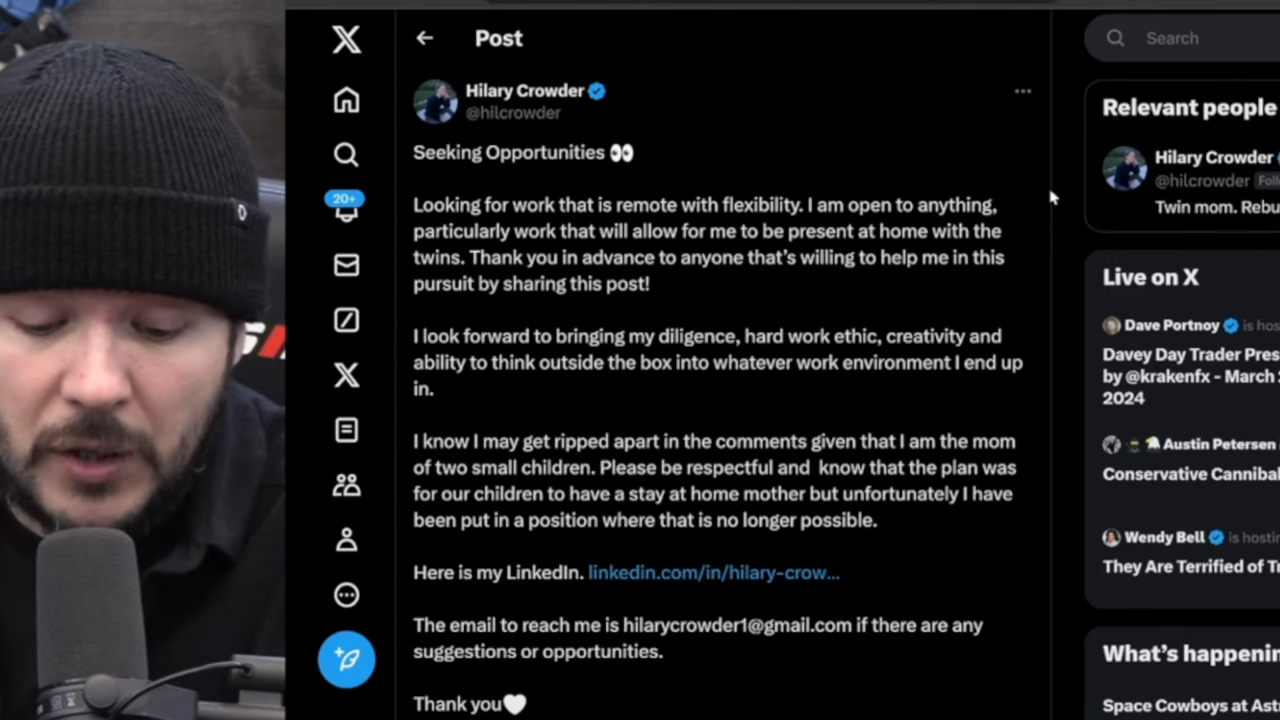 Post
Search
Hilary Crowder
@hilcrowder
Seeking Opportunities 👀
Looking for work that is remote with flexibility. I am open to anything,
particularly work that will allow for me to be present at home with the
twins. Thank you in advance to anyone that’s willing to help me in this
pursuit by sharing this post!
I look forward to bringing my diligence, hard work ethic, creativity and
ability to think outside the box into whatever work environment I end up
in.
I know I may get ripped apart in the comments given that I am the mom
of two small children. Please be respectful and  know that the plan was
for our children to have a stay at home mother but unfortunately I have
been put in a position where that is no longer possible.
Here is my LinkedIn. linkedin.com/in/hilary-crow...
The email to reach me is hilarycrowder1@gmail.com if there are any
suggestions or opportunities.
Thank you🤍
20+
Relevant people
Hilary Crowder
@hilcrowder
Twin mom.
Live on X
Dave Portnoy is
Davey Day Trader
by @krakenfx - March
2024
Austin Petersen
Conservative
Wendy Bell is
They Are Terrified of
What’s
Space Cowboys at